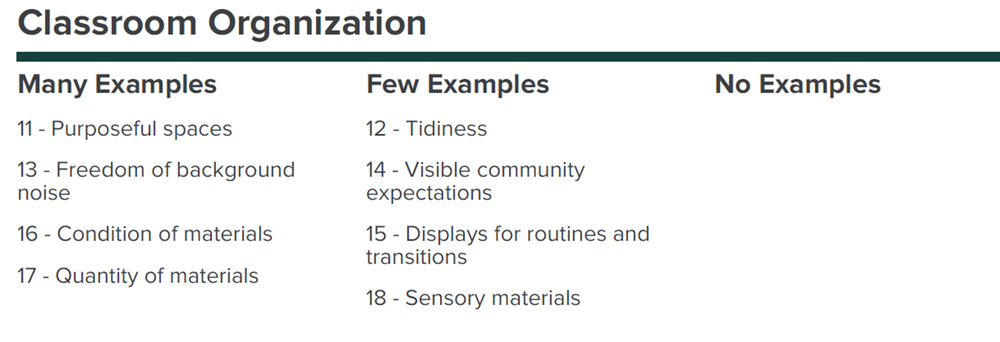 Classroom Organization
Many Examples
11 - Purposeful spaces
13 - Freedom of background
noise
16 - Condition of materials
17 - Quantity of materials
Few Examples
12 - Tidiness
14 - Visible community
expectations
15 - Displays for routines and
transitions
18 - Sensory materials
No Examples